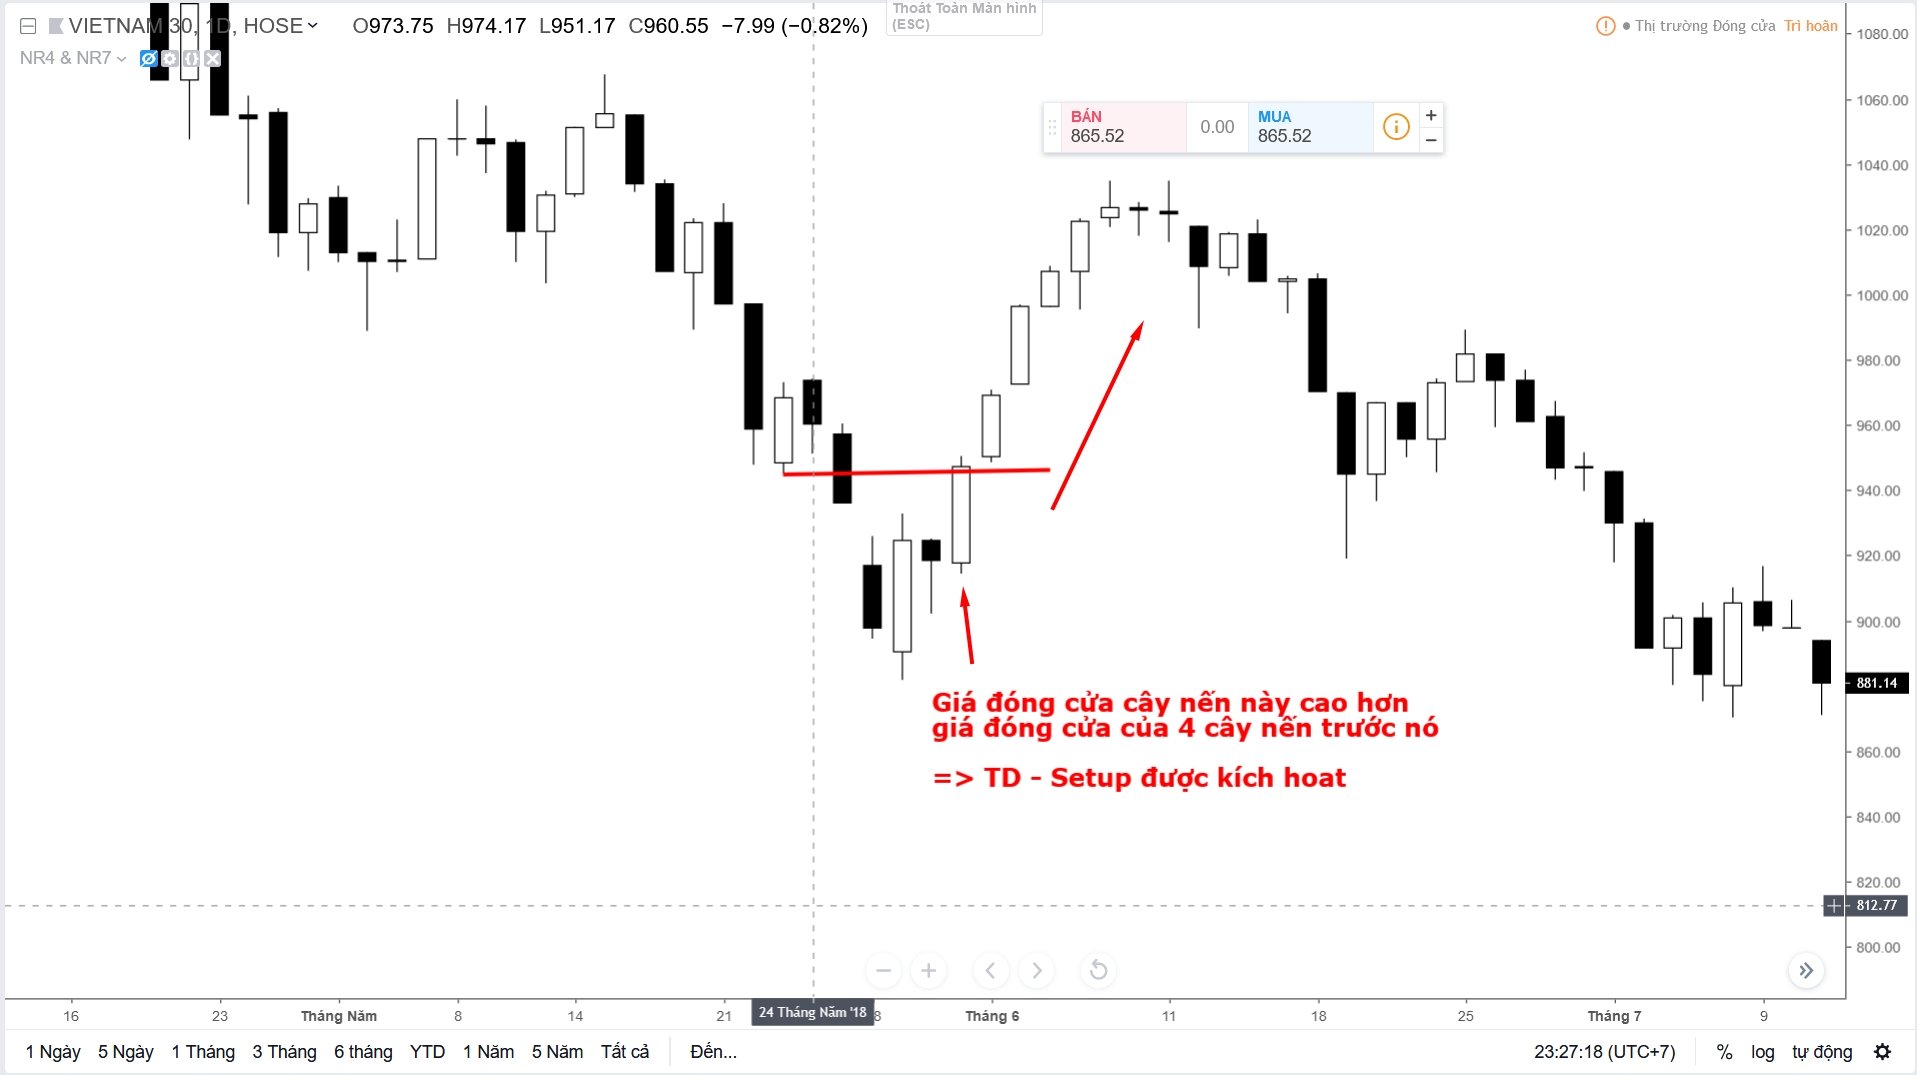 VIETNAM 30, 1D, HOSE O973.75 H974.17 L951.17 C960.55 −7.99 (−0.82%)
Thoát Toàn Màn hình
(ESC)
Thị trường Đóng cửa Trì hoãn
NR4 & NR7
BÁN
865.52
0.00
MUA
865.52
1080.00
1060.00
1040.00
1020.00
1000.00
980.00
960.00
940.00
920.00
900.00
881.14
860.00
840.00
820.00
812.77
800.00
Giá đóng cửa cây nến này cao hơn
giá đóng cửa của 4 cây nến trước nó
=> TD - Setup được kích hoat
16 23 Tháng Năm 8 14 21 24 Tháng Năm '18 8 Tháng 6 11 18 25 Tháng 7 9
1 Ngày 5 Ngày 1 Tháng 3 Tháng 6 tháng YTD 1 Năm 5 Năm Tất cả Đến... 23:27:18 (UTC+7) % log tự động